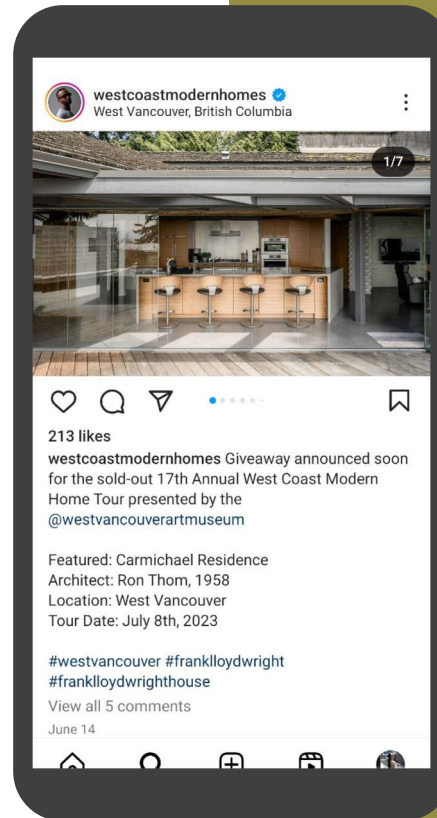 westcoastmodernhomes
West Vancouver, British Columbia
1/7
213 likes
westcoastmodernhomes Giveaway announced soon
for the sold-out 17th Annual West Coast Modern
Home Tour presented by the
@westvancouverartmuseum
Featured: Carmichael Residence
Architect: Ron Thom, 1958
Location: West Vancouver
Tour Date: July 8th, 2023
#westvancouver #franklloydwright
#franklloydwrighthouse
View all 5 comments
June 14